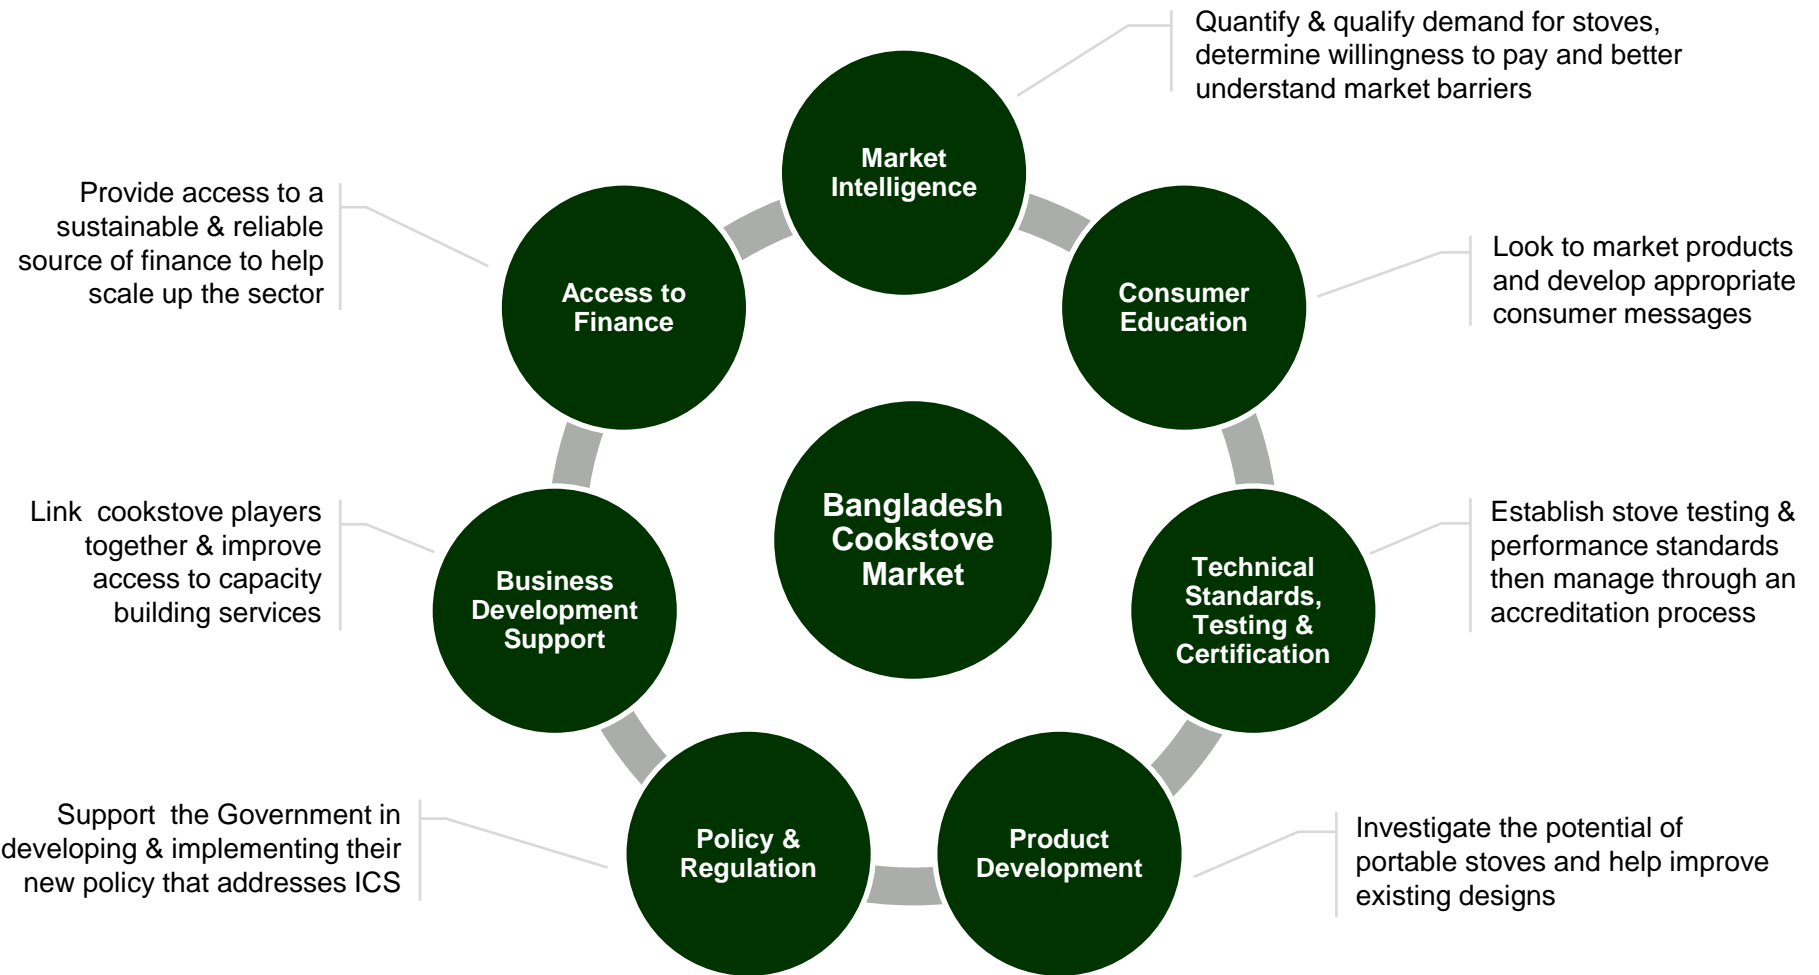 Quantify & qualify demand for stoves,
determine willingness to pay and better
understand market barriers
Market
Intelligence
Provide access to a
sustainable & reliable
source of finance to help
scale up the sector
Access to
Finance
Consumer
Education
Look to market products
and develop appropriate
consumer messages
Bangladesh
Cookstove
Market
Link cookstove players
together & improve
access to capacity
building services
Business
Development
Support
Technical
Standards,
Testing &
Certification
Establish stove testing &
performance standards
then manage through an
accreditation process
Support the Government in
developing & implementing their
new policy that addresses ICS
Policy &
Regulation
Product
Development
Investigate the potential of
portable stoves and help improve
existing designs